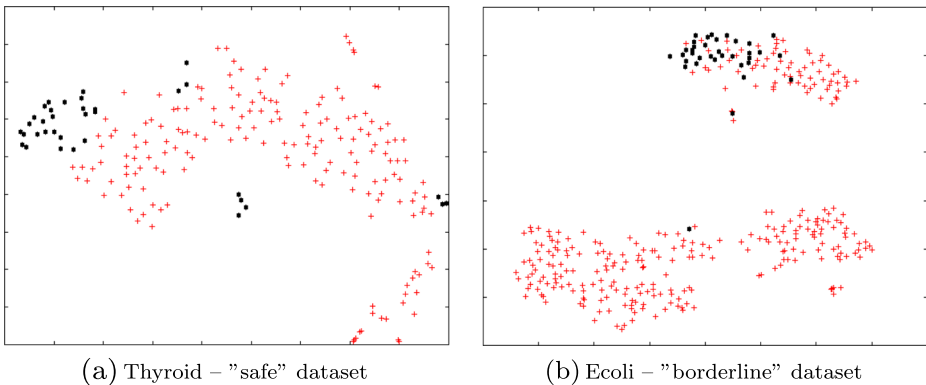 (a) Thyroid – ”safe” dataset
(b) Ecoli – ”borderline” dataset